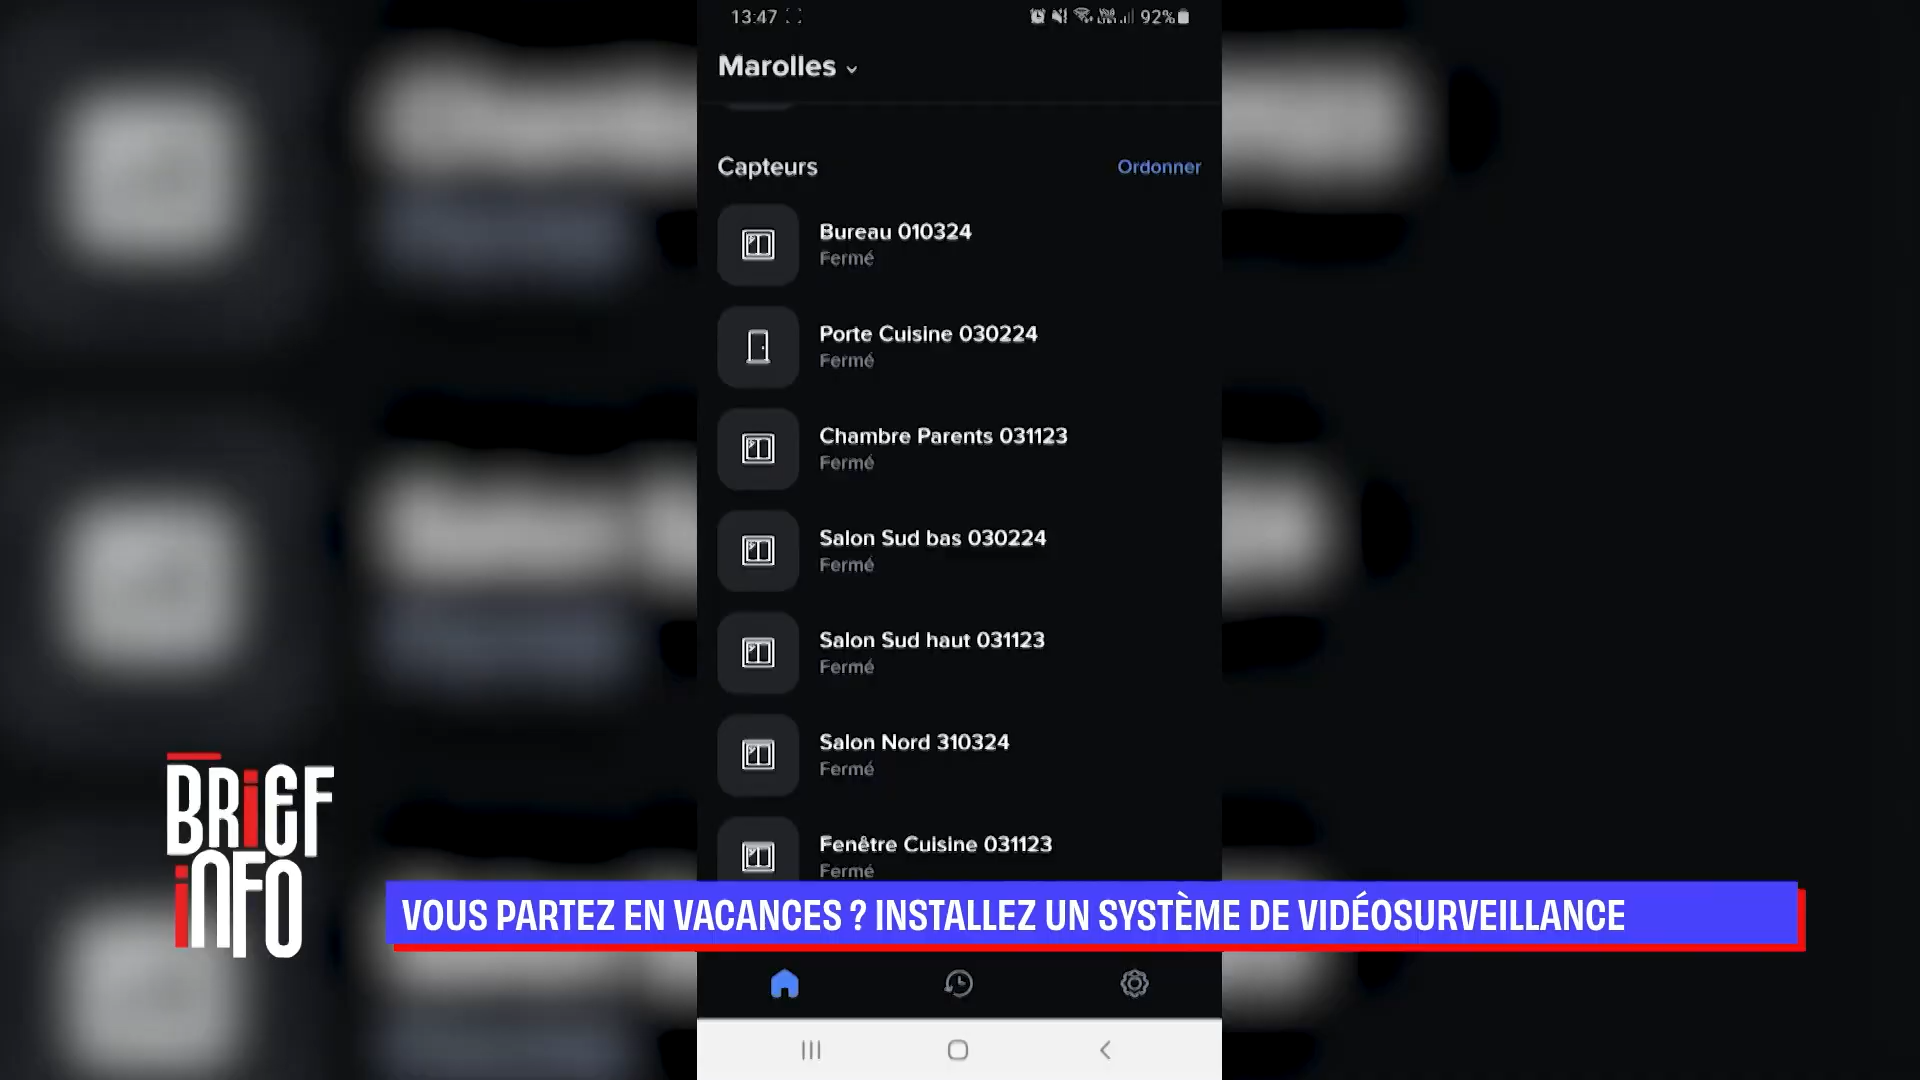 13:47
92%
Marolles
Capteurs
Ordonner
Bureau 010324
Fermé
Porte Cuisine 030224
Fermé
Chambre Parents 031123
Fermé
Salon Sud bas 030224
Fermé
Salon Sud haut 031123
Fermé
Salon Nord 310324
Fermé
Fenêtre Cuisine 031123
Fermé
BRiEF
iNFO
VOUS PARTEZ EN VACANCES ? INSTALLEZ UN SYSTÈME DE VIDÉOSURVEILLANCE